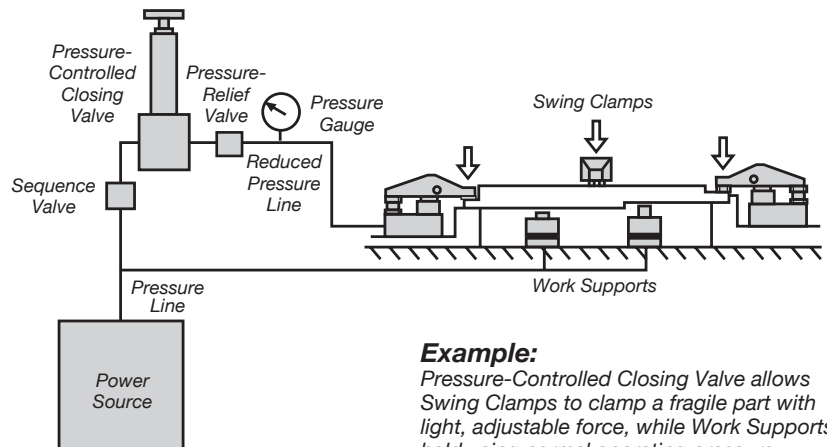 Pressure-
Controlled
Closing
Valve
Pressure-
Relief
Valve
Pressure
Gauge
Swing Clamps
Reduced
Pressure
Line
Sequence
Valve
Pressure
Line
Work Supports
Power
Source
Example:
Pressure-Controlled Closing Valve allows
Swing Clamps to clamp a fragile part with
light, adjustable force, while Work Supports